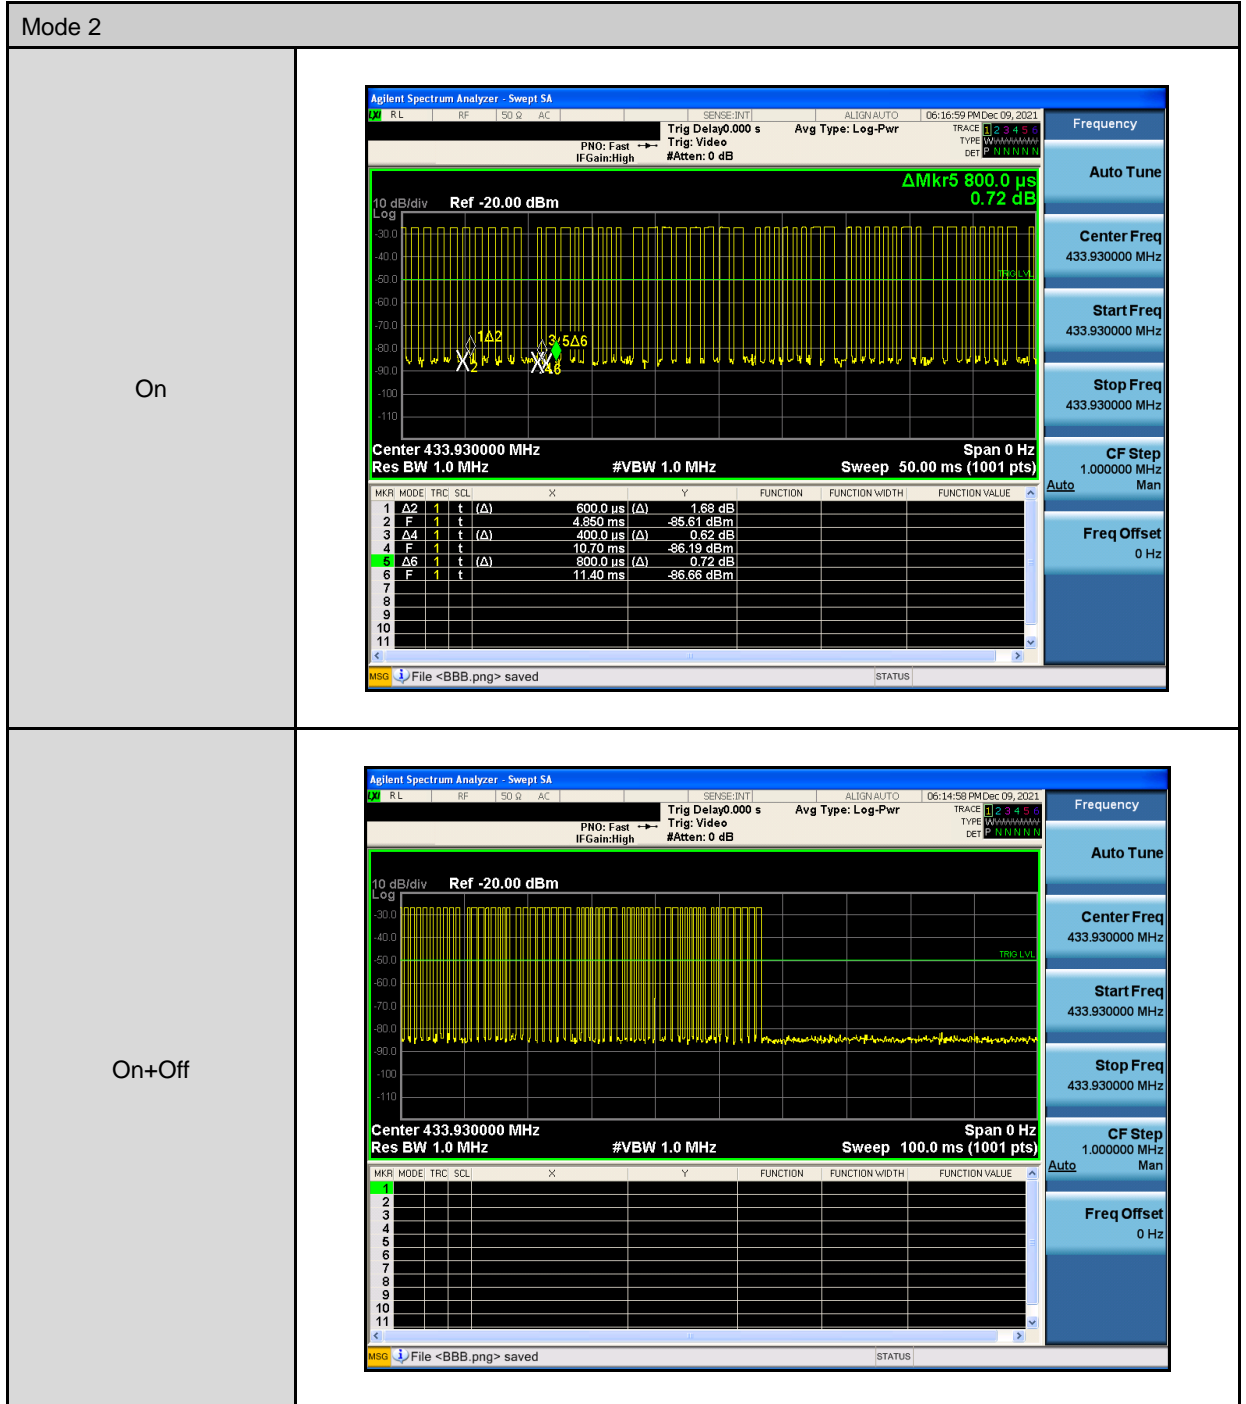 Mode 2
On
Agilent Spectrum Analyzer - Swept SA
LXI RL RF 50 Ω AC SENSE:INT ALIGN AUTO 06:16:59 PM Dec 09, 2021
Trig Delay0.000 s Avg Type: Log-Pwr TRACE 1 2 3 4 5 6
PNO: Fast Trig: Video TYPE W
IFGain:High #Atten: 0 dB DET P N N N N N
ΔMkr5 800.0 µs
0.72 dB
10 dB/div Ref -20.00 dBm
Log
-30.0
-40.0
-50.0
TRIG LVL
-60.0
-70.0
-80.0
-90.0
-100
-110
1Δ2
5Δ6
2
Center 433.930000 MHz Span 0 Hz
Res BW 1.0 MHz #VBW 1.0 MHz Sweep 50.00 ms (1001 pts)
MKR MODE TRC SCL X Y FUNCTION FUNCTION WIDTH FUNCTION VALUE
1 Δ2 1 t (Δ) 600.0 µs (Δ) 1.68 dB
2 F 1 t 4.850 ms -85.61 dBm
3 Δ4 1 t (Δ) 400.0 µs (Δ) 0.62 dB
4 F 1 t 10.70 ms -86.19 dBm
5 Δ6 1 t (Δ) 800.0 µs (Δ) 0.72 dB
6 F 1 t 11.40 ms -86.66 dBm
7
8
9
10
11
MSG File <BBB.png> saved STATUS
Frequency
Auto Tune
Center Freq
433.930000 MHz
Start Freq
433.930000 MHz
Stop Freq
433.930000 MHz
CF Step
1.000000 MHz
Auto Man
Freq Offset
0 Hz
On+Off
Agilent Spectrum Analyzer - Swept SA
LXI RL RF 50 Ω AC SENSE:INT ALIGN AUTO 06:14:58 PM Dec 09, 2021
Trig Delay0.000 s Avg Type: Log-Pwr TRACE 1 2 3 4 5 6
PNO: Fast Trig: Video TYPE W
IFGain:High #Atten: 0 dB DET P N N N N N
10 dB/div Ref -20.00 dBm
Log
-30.0
-40.0
-50.0
TRIG LVL
-60.0
-70.0
-80.0
-90.0
-100
-110
Center 433.930000 MHz Span 0 Hz
Res BW 1.0 MHz #VBW 1.0 MHz Sweep 100.0 ms (1001 pts)
MKR MODE TRC SCL X Y FUNCTION FUNCTION WIDTH FUNCTION VALUE
1
2
3
4
5
6
7
8
9
10
11
MSG File <BBB.png> saved STATUS
Frequency
Auto Tune
Center Freq
433.930000 MHz
Start Freq
433.930000 MHz
Stop Freq
433.930000 MHz
CF Step
1.000000 MHz
Auto Man
Freq Offset
0 Hz